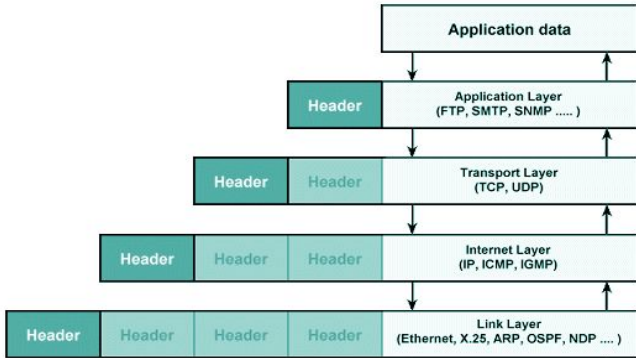 Application data
Header
Application Layer
(FTP, SMTP, SNMP ..... )
Header Header
Transport Layer
(TCP, UDP)
Header Header Header
Internet Layer
(IP, ICMP, IGMP)
Header Header Header Header
Link Layer
(Ethernet, X.25, ARP, OSPF, NDP .... )